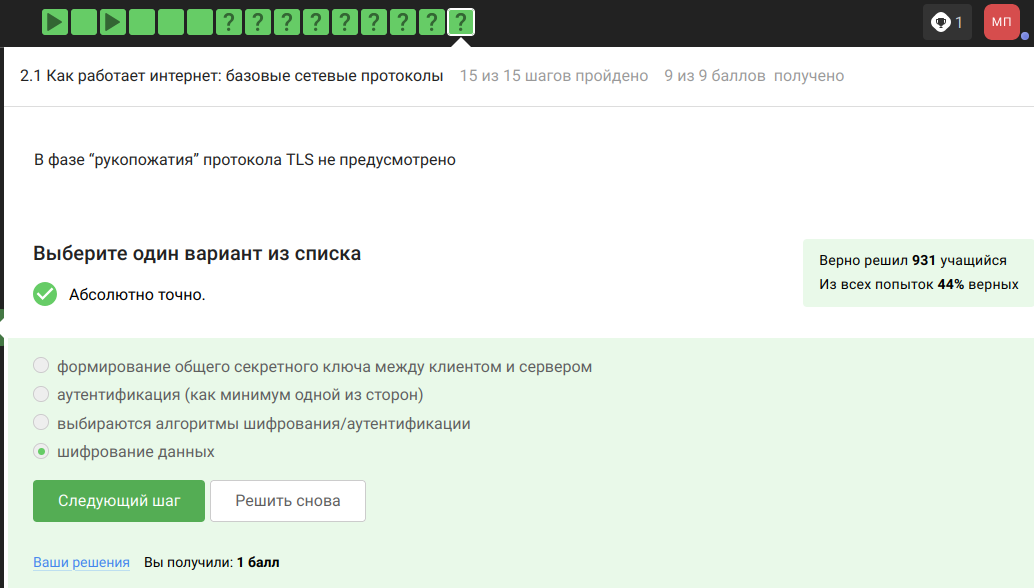 ? ? ? ? ? ? ? ? ?
1
МП
2.1 Как работает интернет: базовые сетевые протоколы 15 из 15 шагов пройдено 9 из 9 баллов получено
В фазе “рукопожатия” протокола TLS не предусмотрено
Выберите один вариант из списка
Абсолютно точно.
Верно решил 931 учащийся
Из всех попыток 44% верных
формирование общего секретного ключа между клиентом и сервером
аутентификация (как минимум одной из сторон)
выбираются алгоритмы шифрования/аутентификации
шифрование данных
Следующий шаг Решить снова
Ваши решения Вы получили: 1 балл